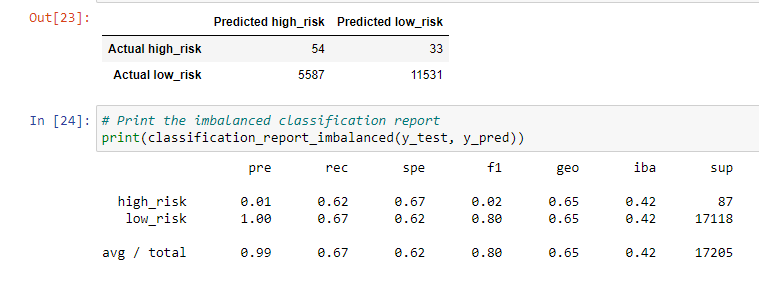 Out[23]:
Predicted high_risk Predicted low_risk
Actual high_risk 54 33
Actual low_risk 5587 11531
In [24]: # Print the imbalanced classification report
print(classification_report_imbalanced(y_test, y_pred))
pre rec spe f1 geo iba sup
high_risk 0.01 0.62 0.67 0.02 0.65 0.42 87
low_risk 1.00 0.67 0.62 0.80 0.65 0.42 17118
avg / total 0.99 0.67 0.62 0.80 0.65 0.42 17205